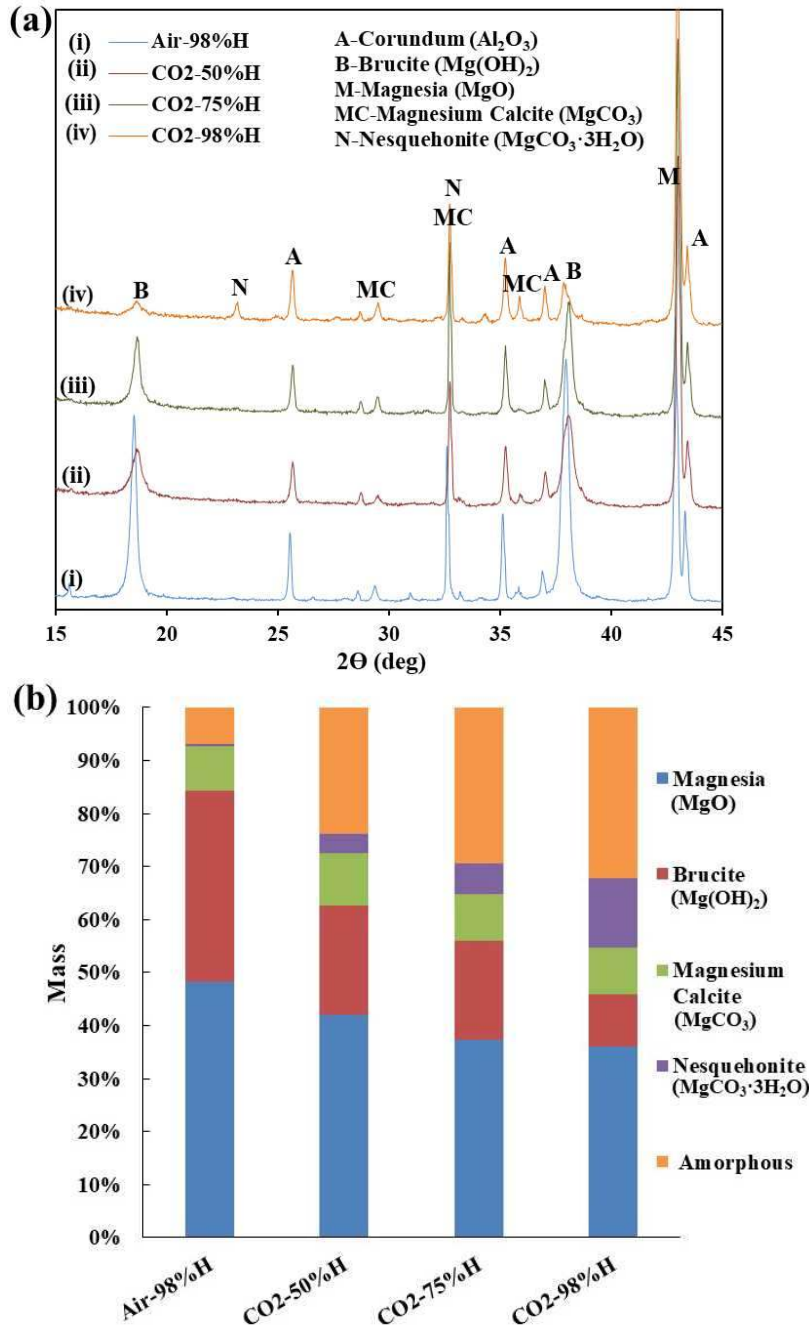 (a)
(i) Air-98%H
(ii) CO2-50%H
(iii) CO2-75%H
(iv) CO2-98%H
A-Corundum (Al₂O₃)
B-Brucite (Mg(OH)₂)
M-Magnesia (MgO)
MC-Magnesium Calcite (MgCO₃)
N-Nesquehonite (MgCO₃·3H₂O)
N
MC
M
A
A
A
MC
A
B
B
N
MC
(iv)
(iii)
(ii)
(i)
15 20 25 30 35 40 45
2Θ (deg)
(b)
100%
90%
80%
70%
60%
50%
40%
30%
20%
10%
0%
Mass
Air-98%H
CO2-50%H
CO2-75%H
CO2-98%H
Magnesia
(MgO)
Brucite
(Mg(OH)₂)
Magnesium
Calcite
(MgCO₃)
Nesquehonite
(MgCO₃·3H₂O)
Amorphous